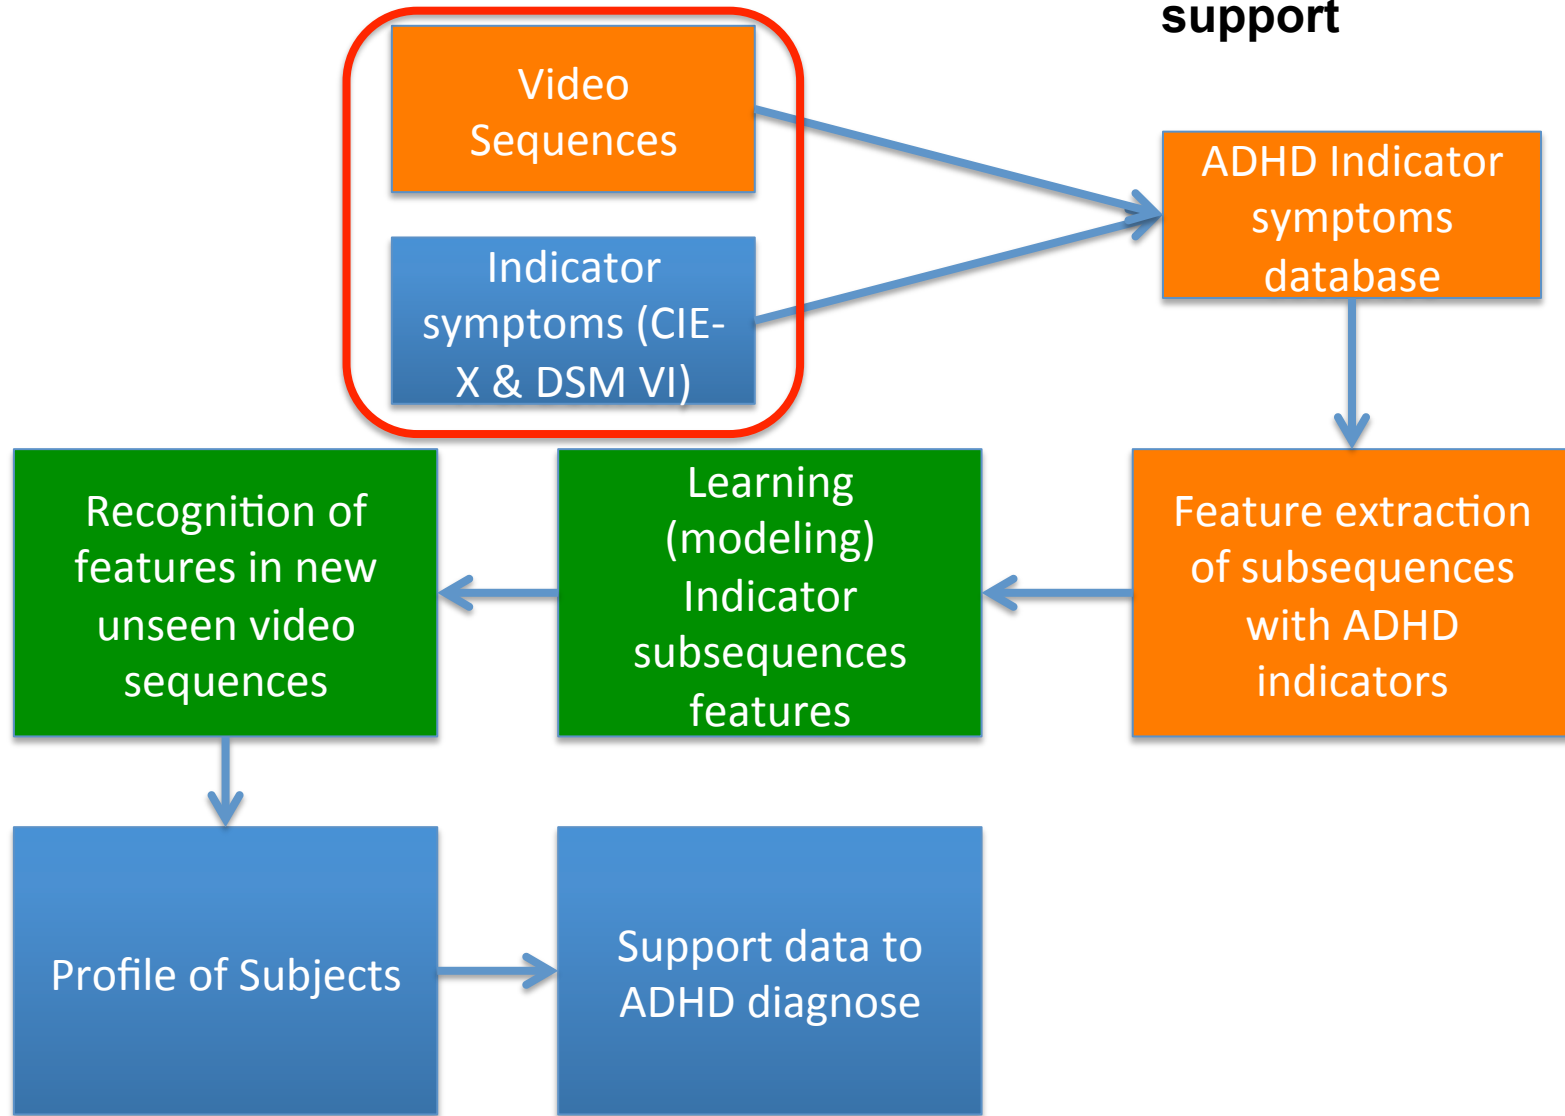 support
Video
Sequences
ADHD Indicator
symptoms
database
Indicator
symptoms (CIE-
X & DSM VI)
Recognition of
features in new
unseen video
sequences
Learning
(modeling)
Indicator
subsequences
features
Feature extraction
of subsequences
with ADHD
indicators
Profile of Subjects
Support data to
ADHD diagnose